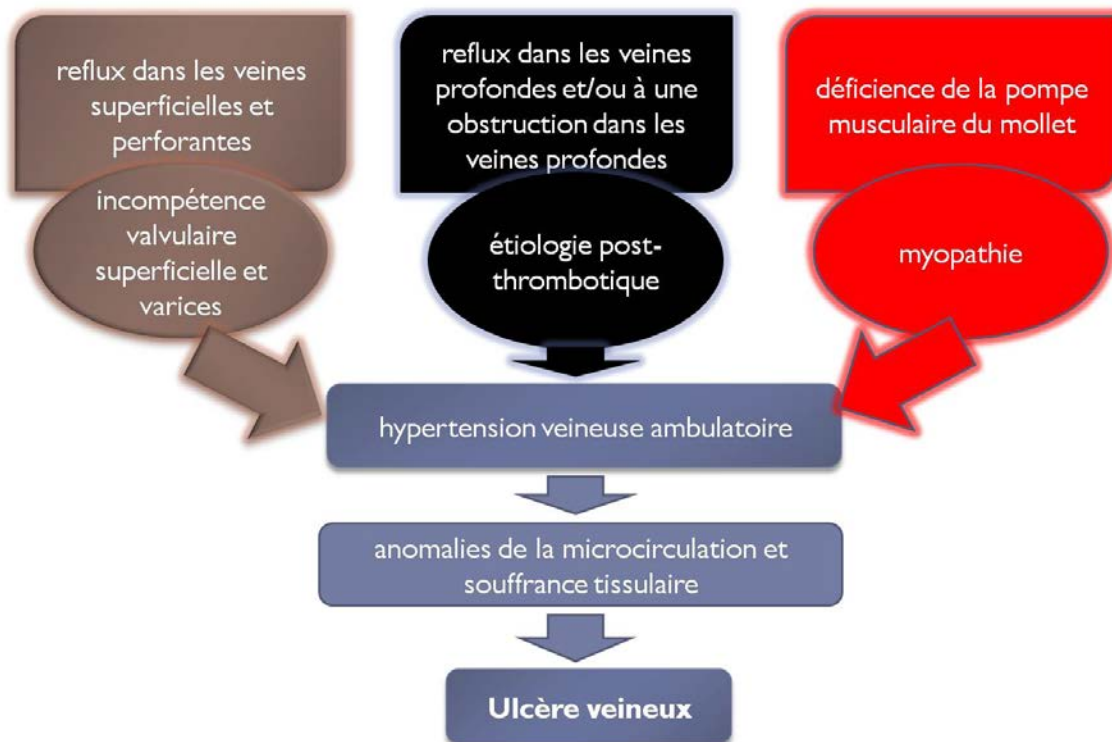 reflux dans les veines
superficielles et
perforantes
incompétence
valvulaire
superficielle et
varices
reflux dans les veines
profondes et/ou à une
obstruction dans les
veines profondes
étiologie post-
thrombotique
déficience de la pompe
musculaire du mollet
myopathie
hypertension veineuse ambulatoire
anomalies de la microcirculation et
souffrance tissulaire
Ulcère veineux